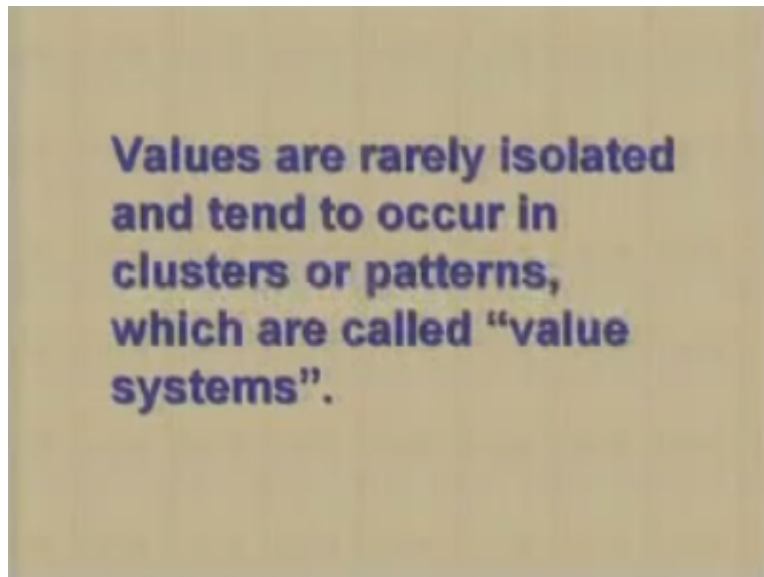 Values are rarely isolated
and tend to occur in
clusters or patterns,
which are called “value
systems”.